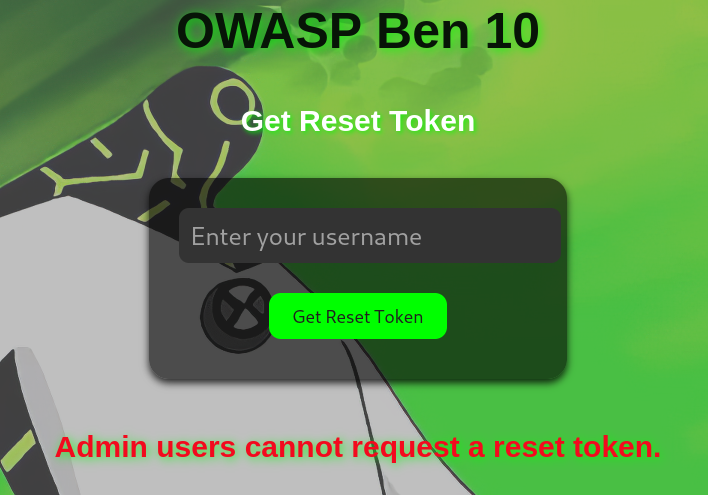 OWASP Ben 10
Get Reset Token
Enter your username
Get Reset Token
Admin users cannot request a reset token.